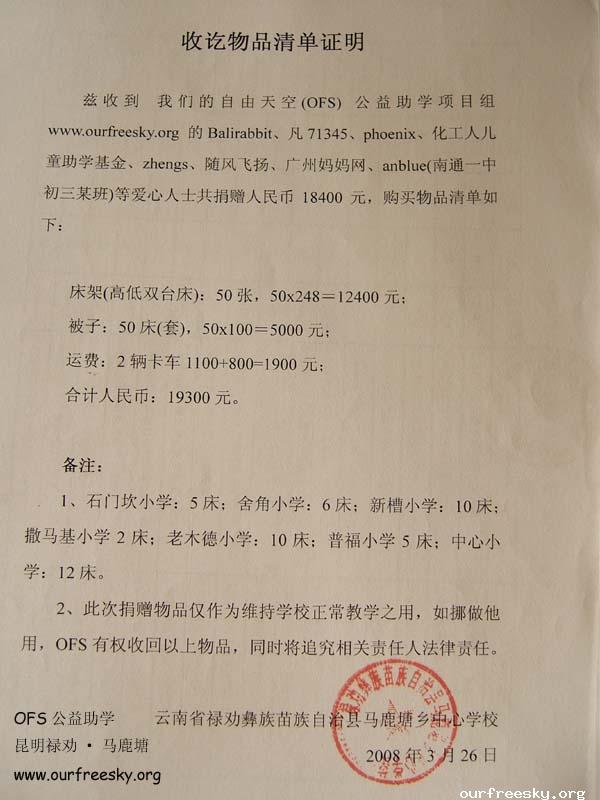 收讫物品清单证明
兹收到 我们的自由天空(OFS) 公益助学项目组
www.ourfreesky.org 的 Balirabbit、凡 71345、phoenix、化工人儿
童助学基金、zhengs、随风飞扬、广州妈妈网、anblue(南通一中
初三某班)等爱心人士共捐赠人民币 18400 元，购买物品清单如
下：
床架(高低双台床)：50 张，50x248＝12400 元；
被子：50 床(套)，50x100＝5000 元；
运费：2 辆卡车 1100+800=1900 元；
合计人民币：19300 元。
备注：
1、石门坎小学：5 床；舍角小学：6 床；新槽小学：10 床；
撒马基小学 2 床；老木德小学：10 床；普福小学 5 床；中心小
学：12 床。
2、此次捐赠物品仅作为维持学校正常教学之用，如挪做他
用，OFS 有权收回以上物品，同时将追究相关责任人法律责任。
云南省禄劝彝族苗族自治县马鹿塘乡中心学校
2008 年 3 月 26 日
OFS 公益助学
昆明禄劝 · 马鹿塘
www.ourfreesky.org
ourfreesky.org